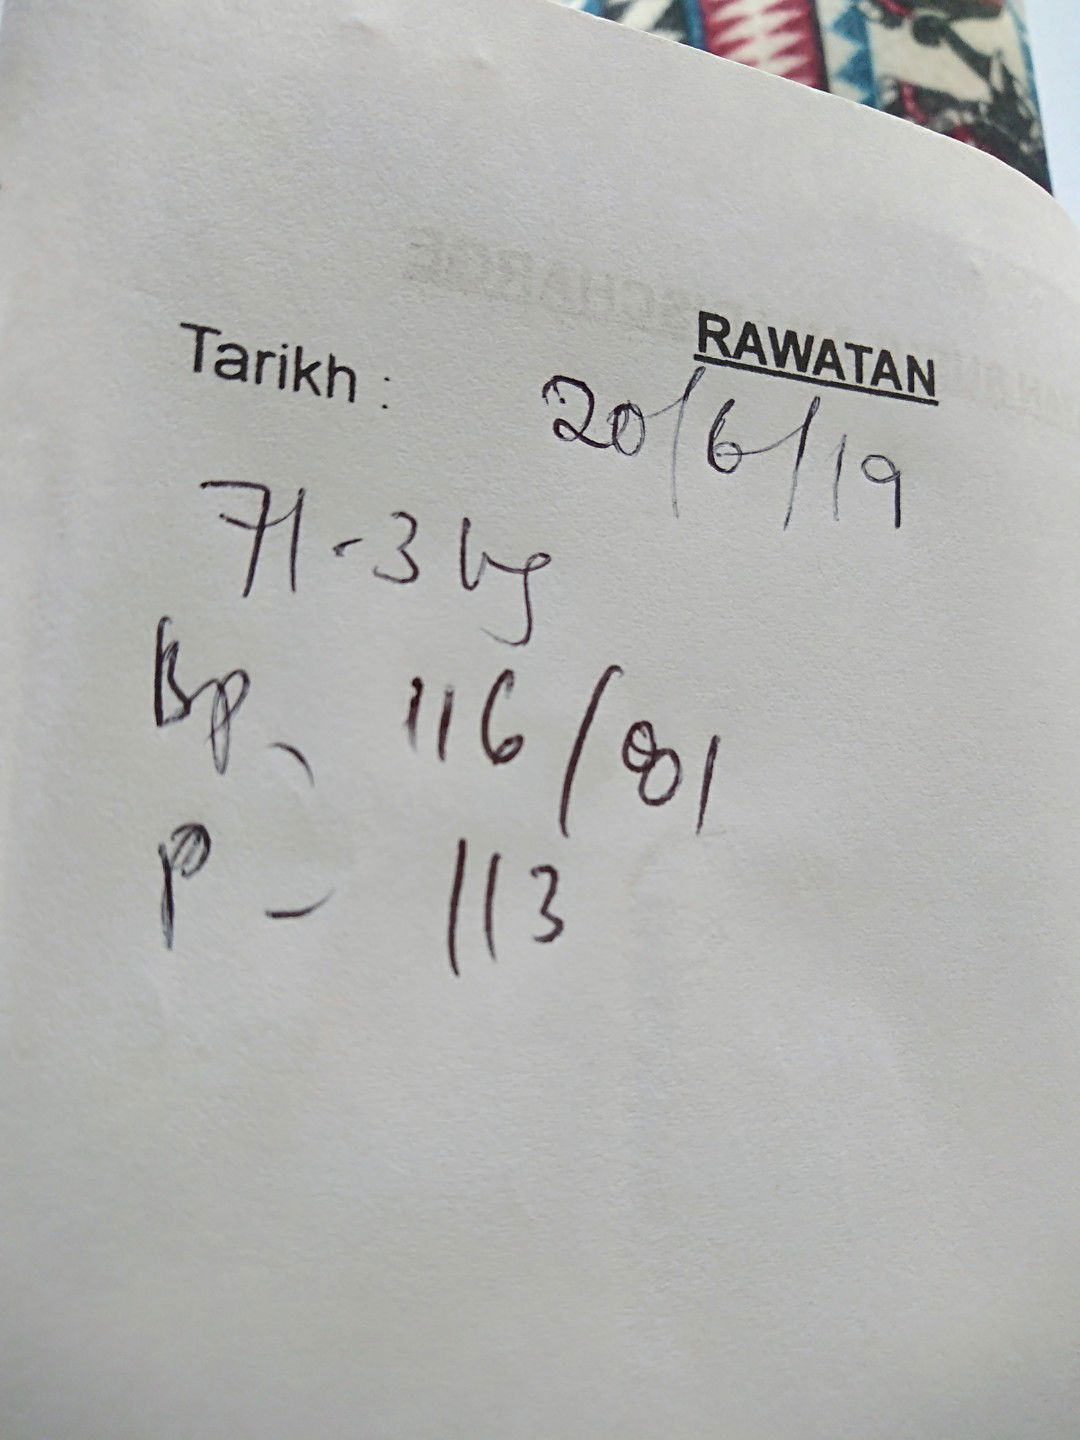 RAWATAN
Tarikh : 20/6/19
71.3 kg
Bp - 116/81
P - 113